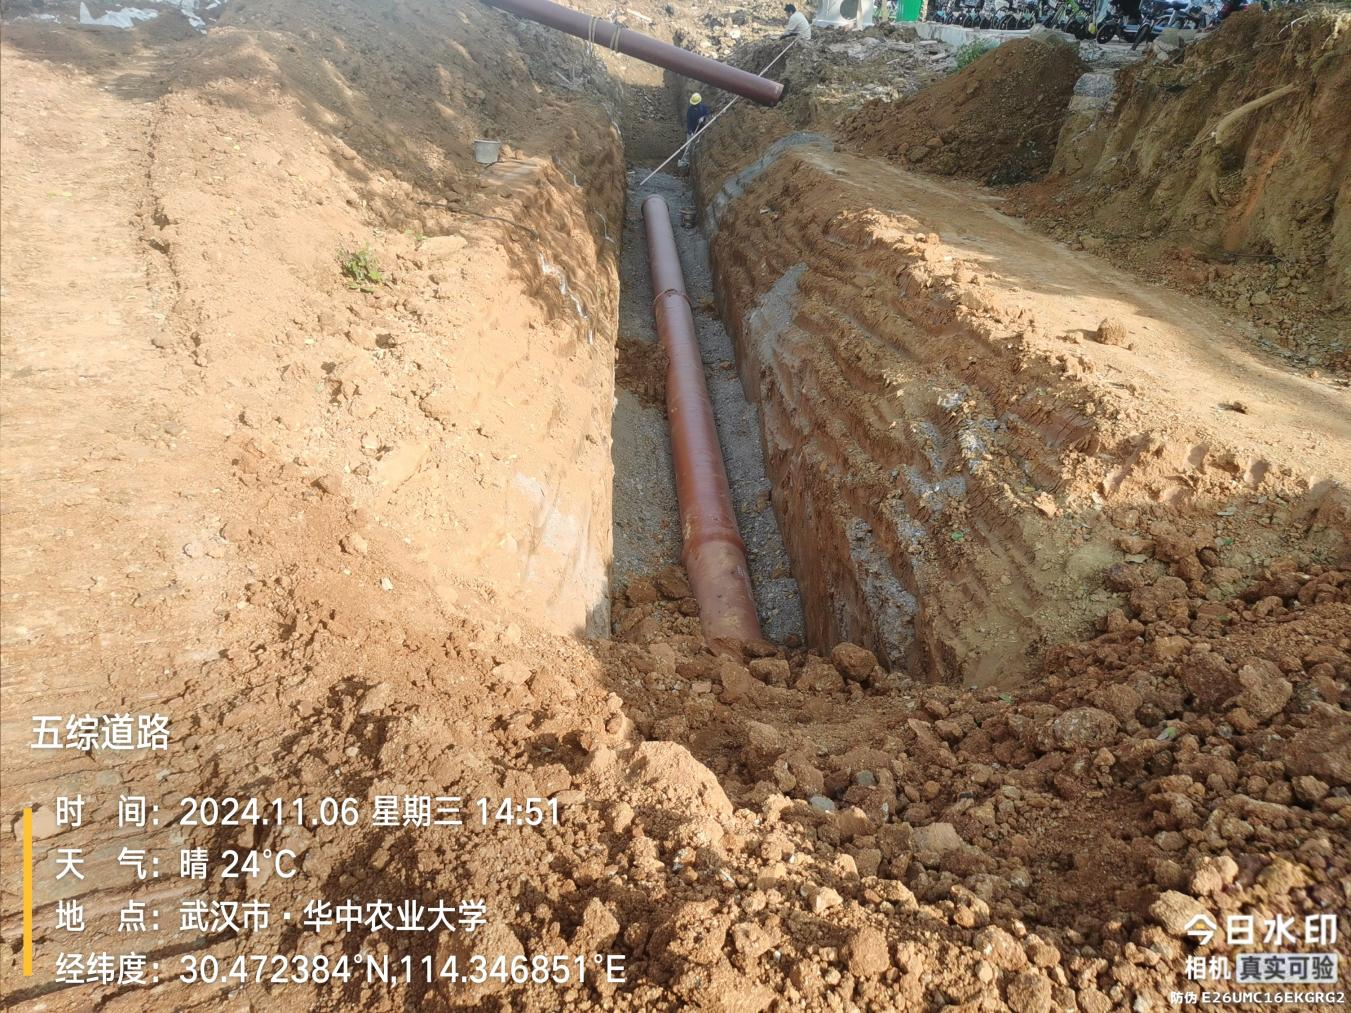 五综道路
时 间：2024.11.06 星期三 14:51
天 气：晴 24℃
地 点：武汉市·华中农业大学
经纬度：30.472384°N,114.346851°E
今日水印
相机 真实可验
防伪 E26UMC16EKGRG2